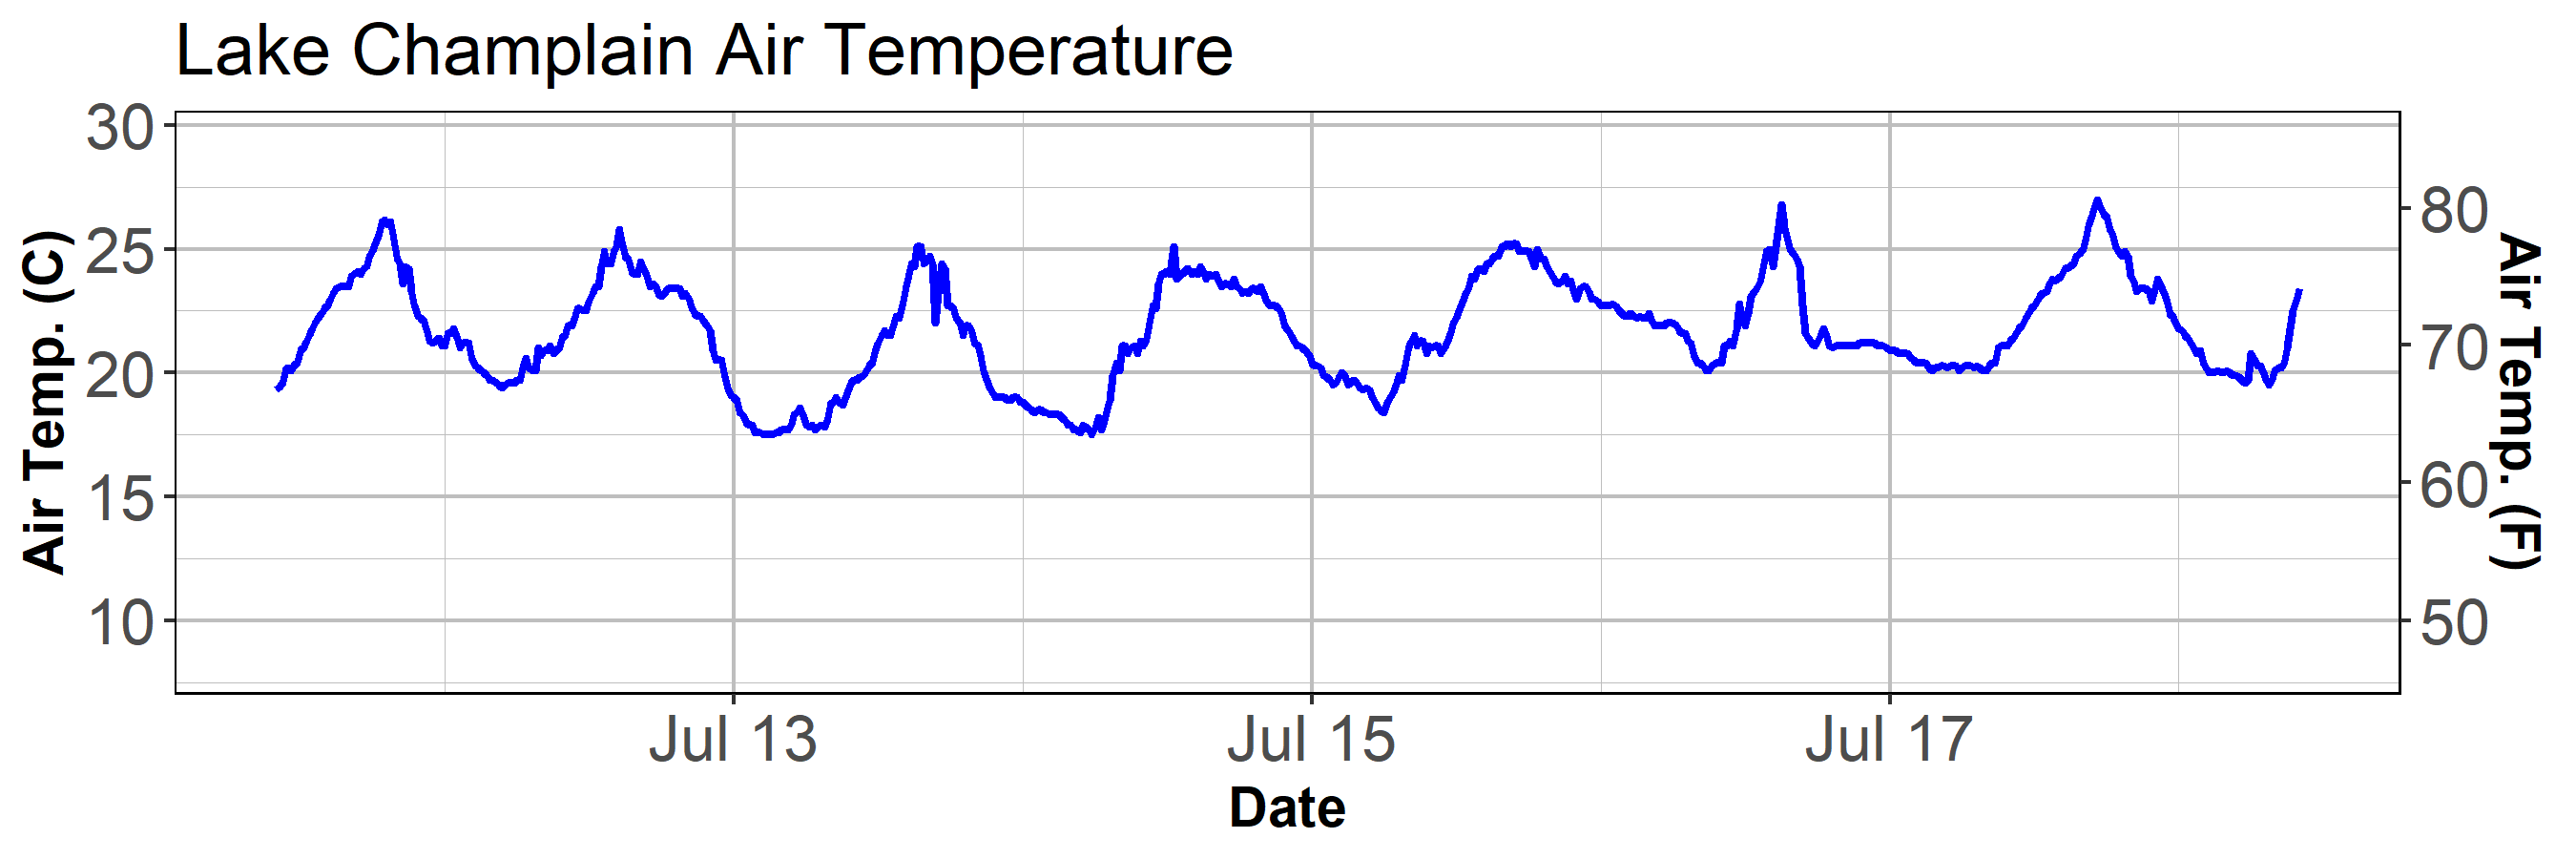 Lake Champlain Air Temperature
Air Temp. (C)
30
25
20
15
10
80
70
60
50
Air Temp. (F)
Jul 13 Jul 15 Jul 17
Date